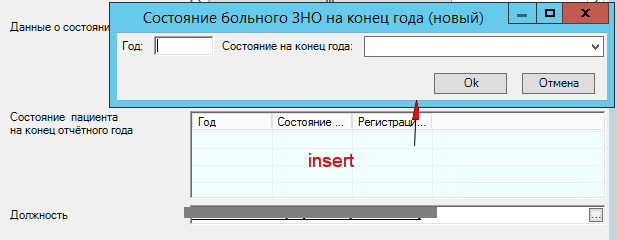 Состояние больного ЗНО на конец года (новый)
Данные о состояни
Год: Состояние на конец года:
Ok Отмена
Состояние пациента
на конец отчётного года
Год Состояние ... Регистраци...
insert
Должность ...